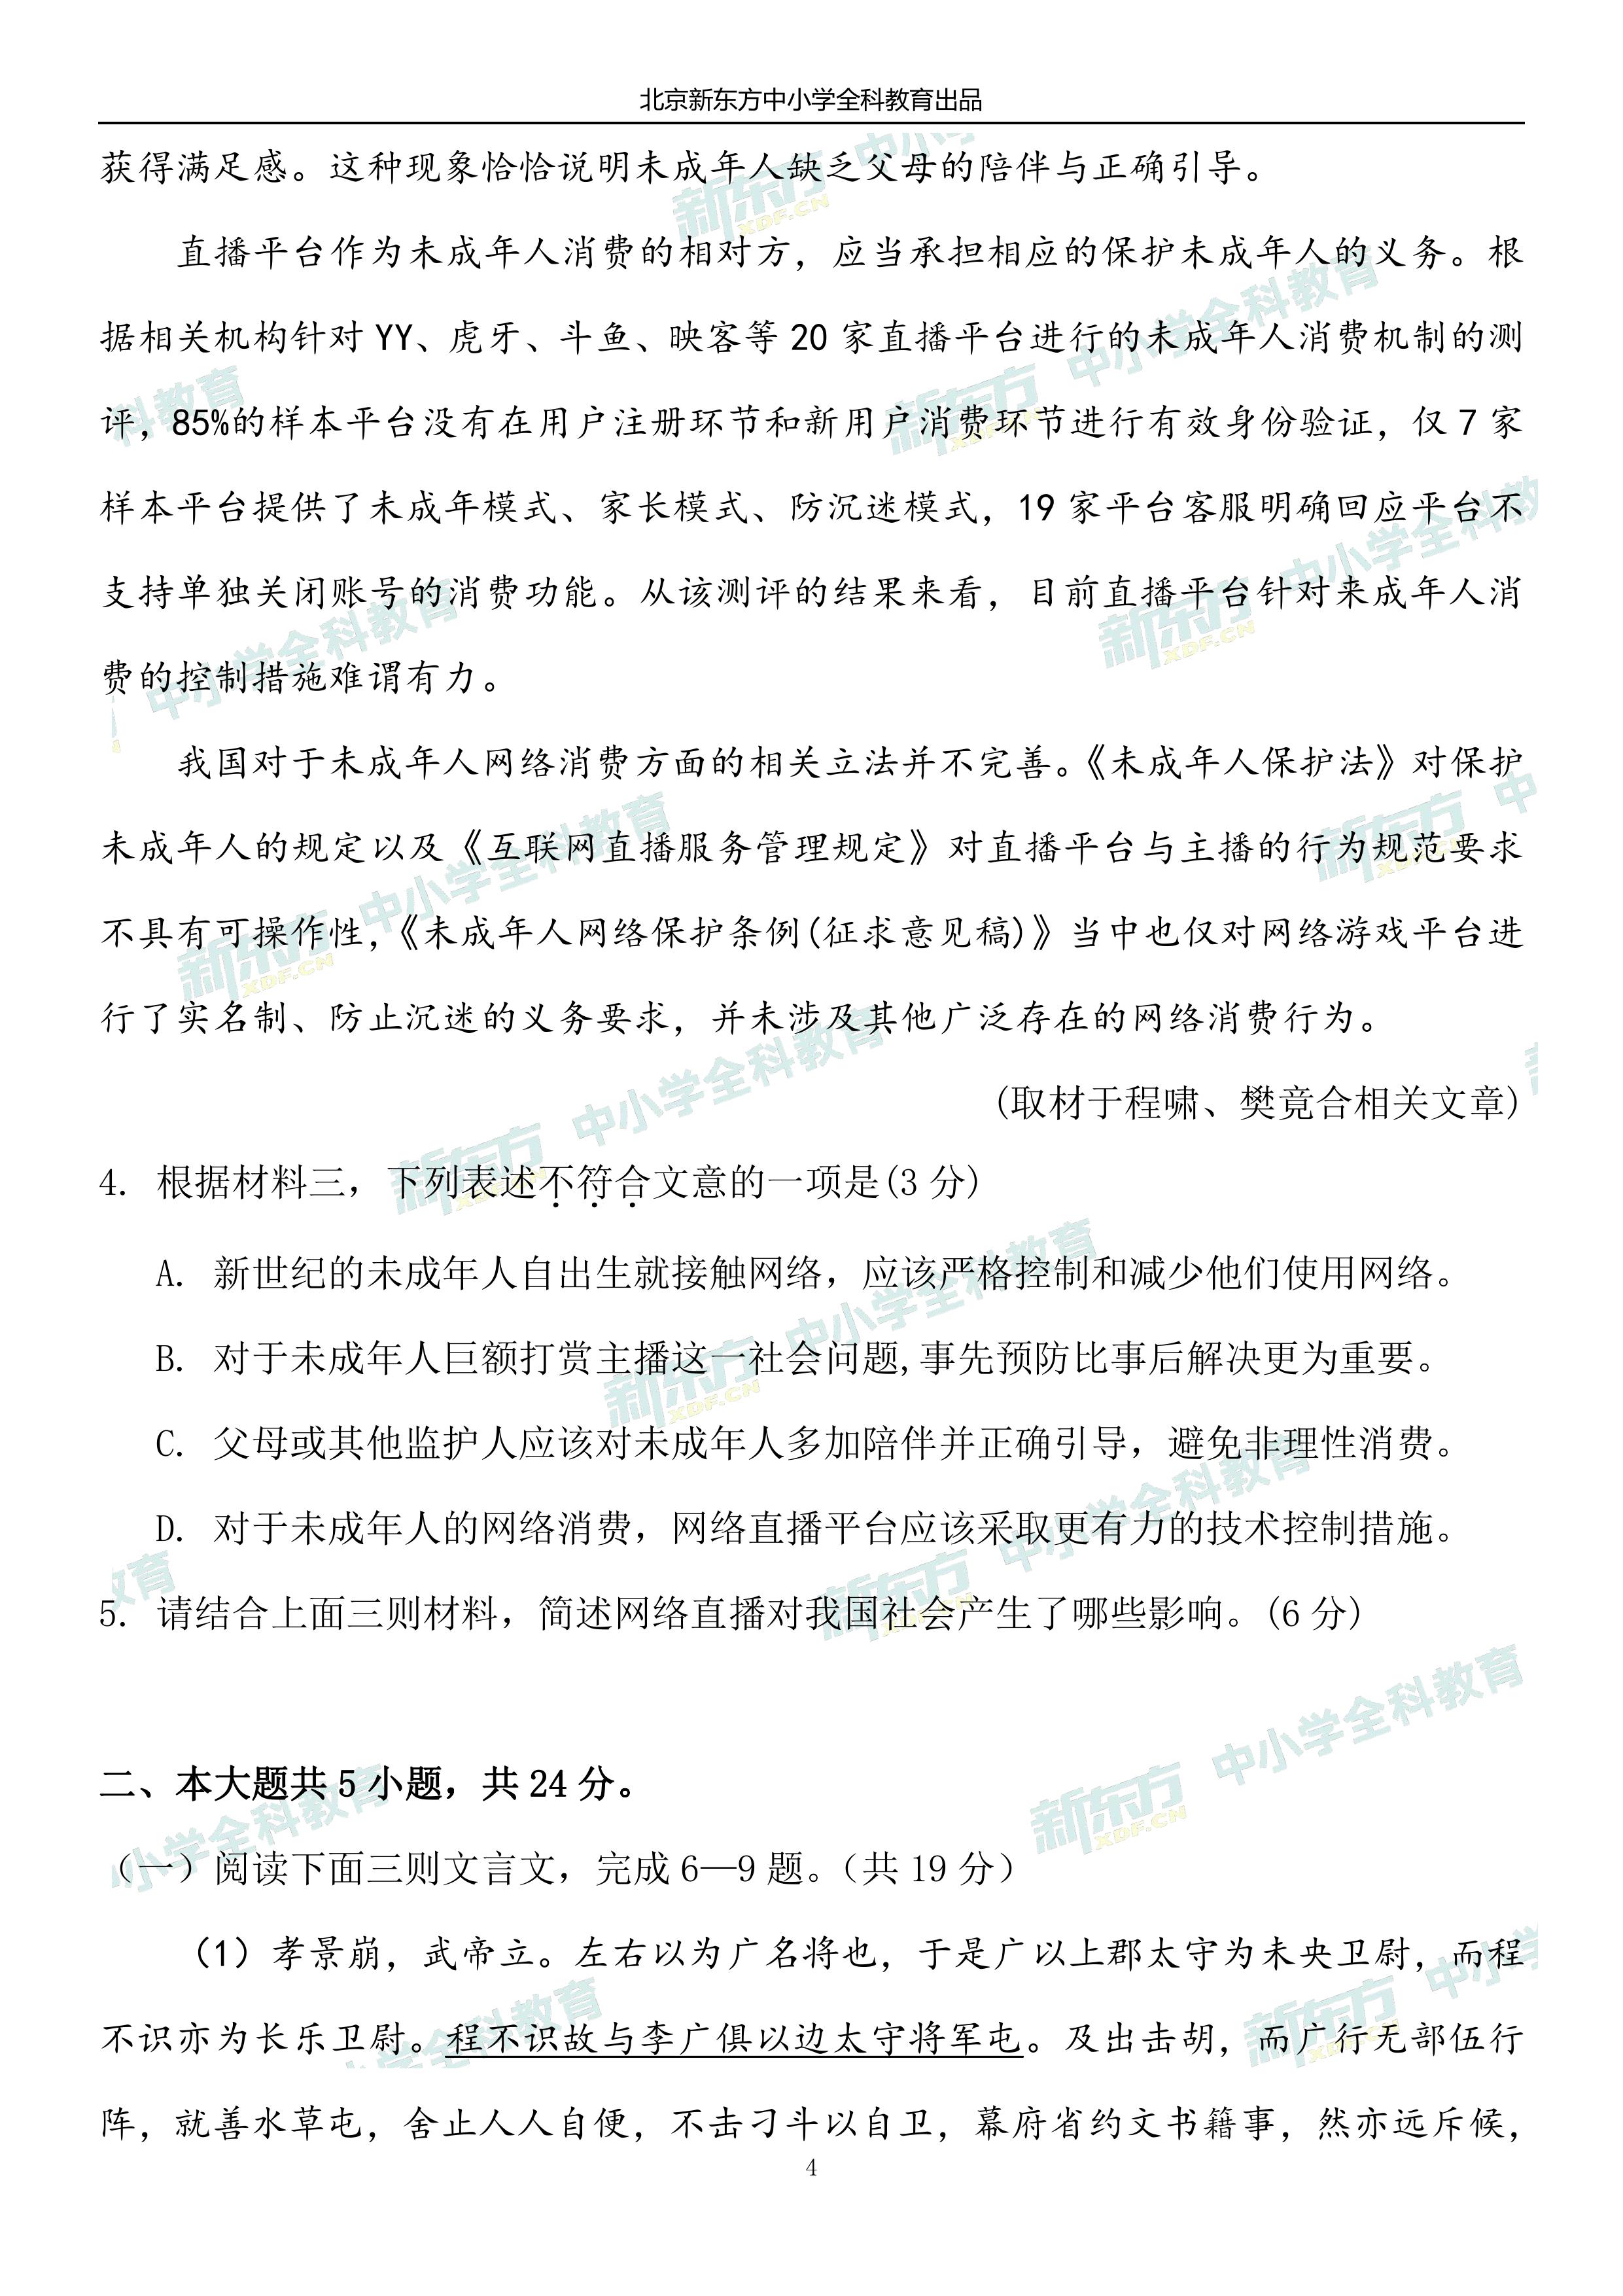 北京新东方中小学全科教育出品
获得满足感。这种现象恰恰说明未成年人缺乏父母的陪伴与正确引导。
直播平台作为未成年人消费的相对方，应当承担相应的保护未成年人的义务。根
据相关机构针对 YY、虎牙、斗鱼、映客等 20 家直播平台进行的未成年人消费机制的测
评，85%的样本平台没有在用户注册环节和新用户消费环节进行有效身份验证，仅 7 家
样本平台提供了未成年模式、家长模式、防沉迷模式，19 家平台客服明确回应平台不
支持单独关闭账号的消费功能。从该测评的结果来看，目前直播平台针对未成年人消
费的控制措施难谓有力。
我国对于未成年人网络消费方面的相关立法并不完善。《未成年人保护法》对保护
未成年人的规定以及《互联网直播服务管理规定》对直播平台与主播的行为规范要求
不具有可操作性，《未成年人网络保护条例(征求意见稿)》当中也仅对网络游戏平台进
行了实名制、防止沉迷的义务要求，并未涉及其他广泛存在的网络消费行为。
(取材于程啸、樊竟合相关文章)
4. 根据材料三，下列表述不符合文意的一项是(3 分)
A. 新世纪的未成年人自出生就接触网络，应该严格控制和减少他们使用网络。
B. 对于未成年人巨额打赏主播这一社会问题,事先预防比事后解决更为重要。
C. 父母或其他监护人应该对未成年人多加陪伴并正确引导，避免非理性消费。
D. 对于未成年人的网络消费，网络直播平台应该采取更有力的技术控制措施。
5. 请结合上面三则材料，简述网络直播对我国社会产生了哪些影响。(6 分)
二、本大题共 5 小题，共 24 分。
（一）阅读下面三则文言文，完成 6—9 题。（共 19 分）
（1）孝景崩，武帝立。左右以为广名将也，于是广以上郡太守为未央卫尉，而程
不识亦为长乐卫尉。程不识故与李广俱以边太守将军屯。及出击胡，而广行无部伍行
阵，就善水草屯，舍止人人自便，不击刁斗以自卫，幕府省约文书籍事，然亦远斥候，
4